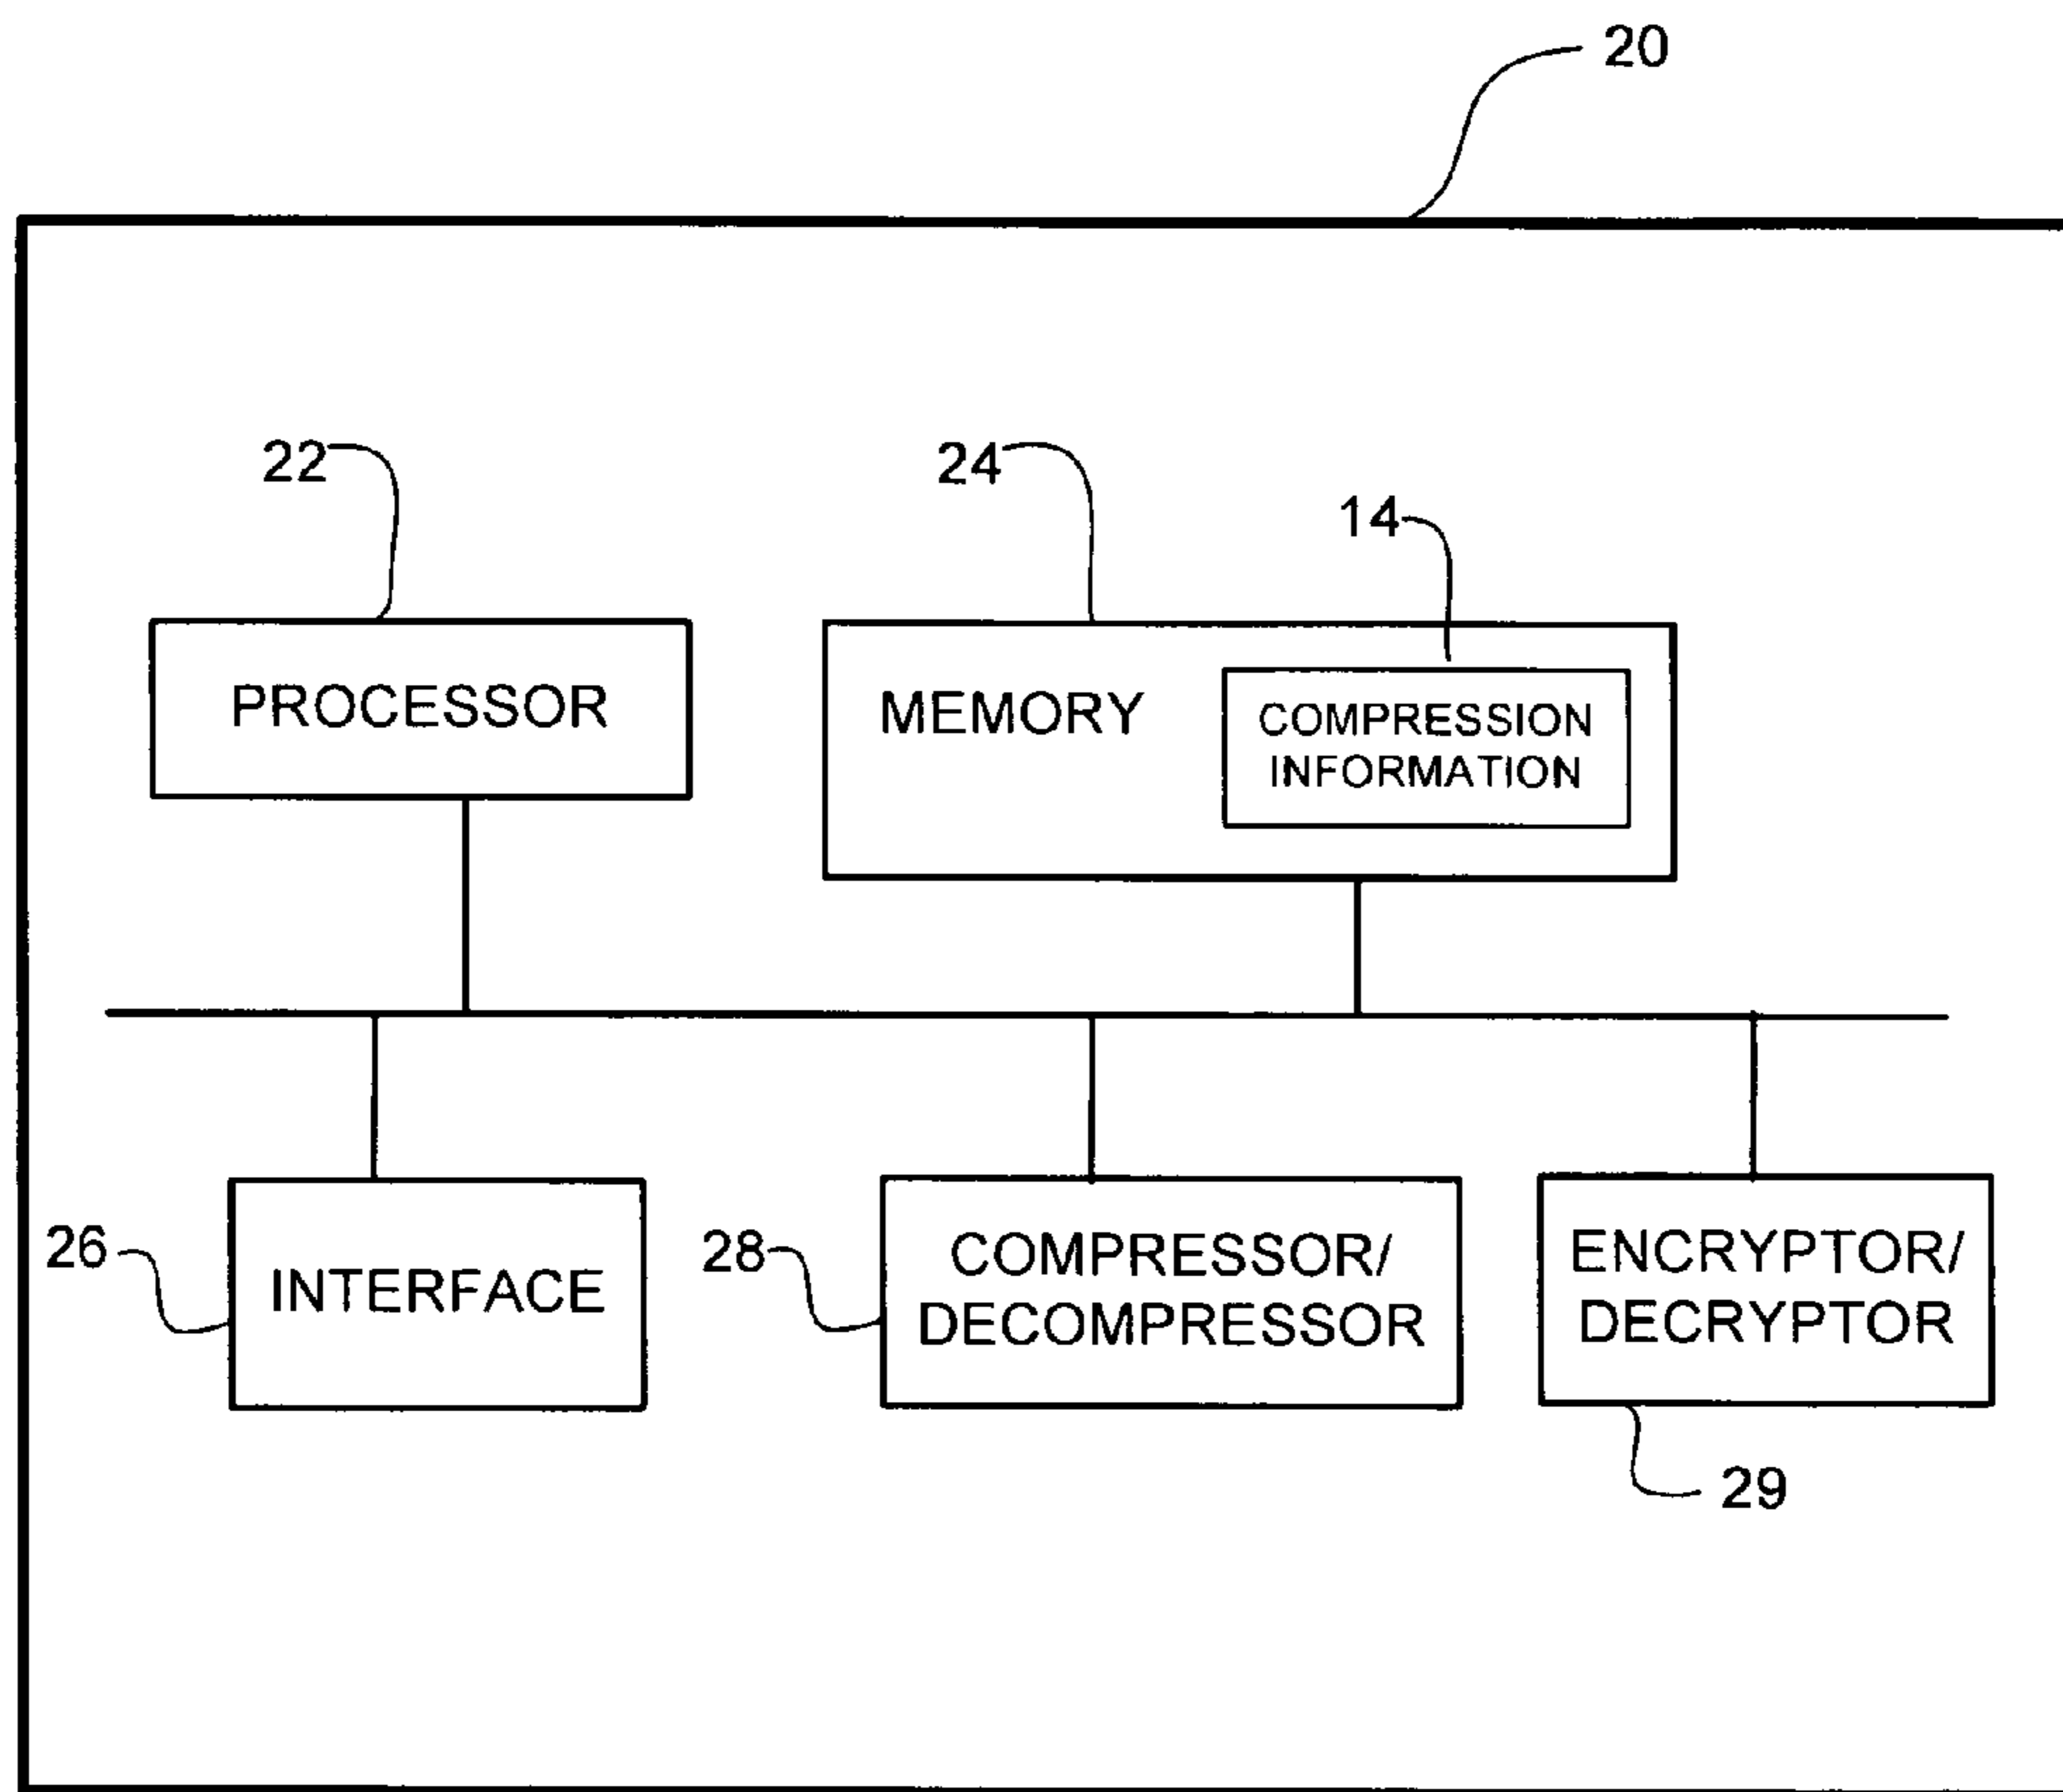 20
22
24
14
PROCESSOR
MEMORY
COMPRESSION
INFORMATION
26
INTERFACE
28
COMPRESSOR/
DECOMPRESSOR
ENCRYPTOR/
DECRYPTOR
29